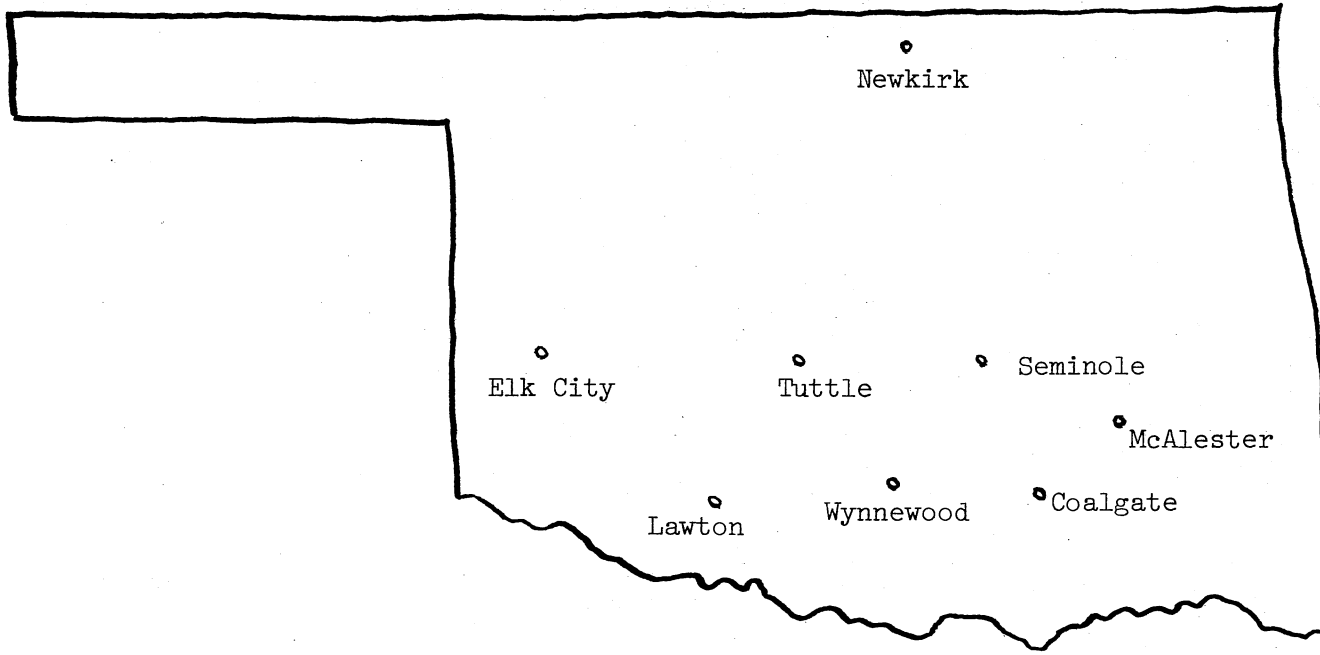 Newkirk
Elk City
Tuttle
Seminole
McAlester
Lawton
Wynnewood
Coalgate